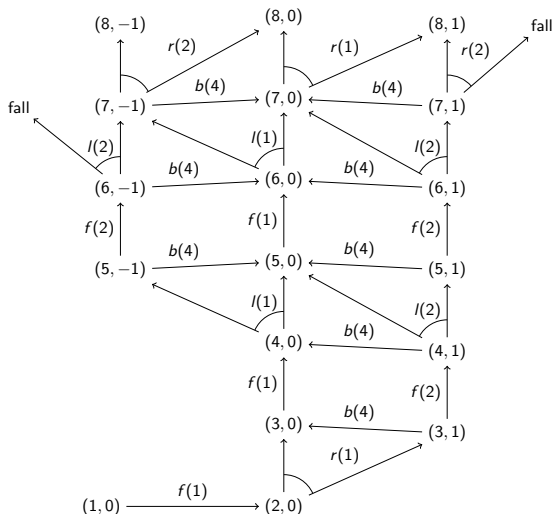 (8, 0)
(8, −1) (8, 1)
fall
r(2) r(1) r(2)
fall
(7, −1) b(4) (7, 0) b(4) (7, 1)
l(2) l(1) l(2)
(6, −1) b(4) (6, 0) b(4) (6, 1)
f(2) f(1) f(2)
(5, −1) b(4) (5, 0) b(4) (5, 1)
l(1) l(2)
(4, 0) b(4) (4, 1)
f(1) f(2)
(3, 0) b(4) (3, 1)
r(1)
(1, 0) f(1) (2, 0)